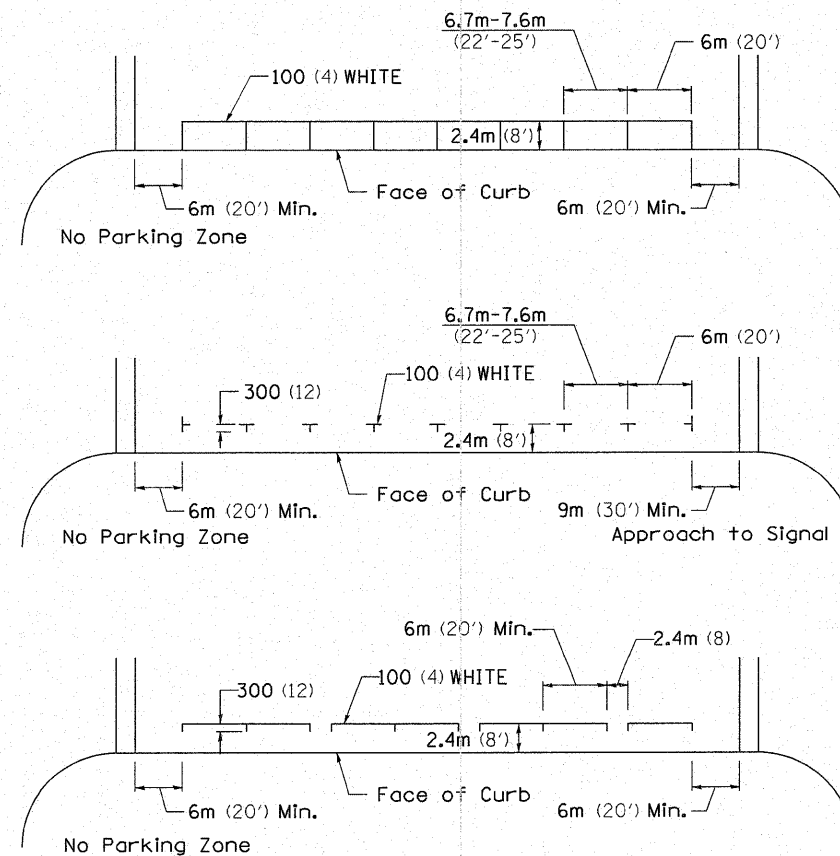 6.7m-7.6m
(22'-25')
6m (20')
100 (4) WHITE
2.4m (8')
Face of Curb
6m (20') Min.
6m (20') Min.
No Parking Zone
6.7m-7.6m
(22'-25')
6m (20')
100 (4) WHITE
300 (12)
2.4m (8')
Face of Curb
6m (20') Min.
9m (30') Min.
No Parking Zone
Approach to Signal
6m (20') Min.
2.4m (8)
300 (12)
100 (4) WHITE
2.4m (8')
Face of Curb
6m (20') Min.
6m (20') Min.
No Parking Zone